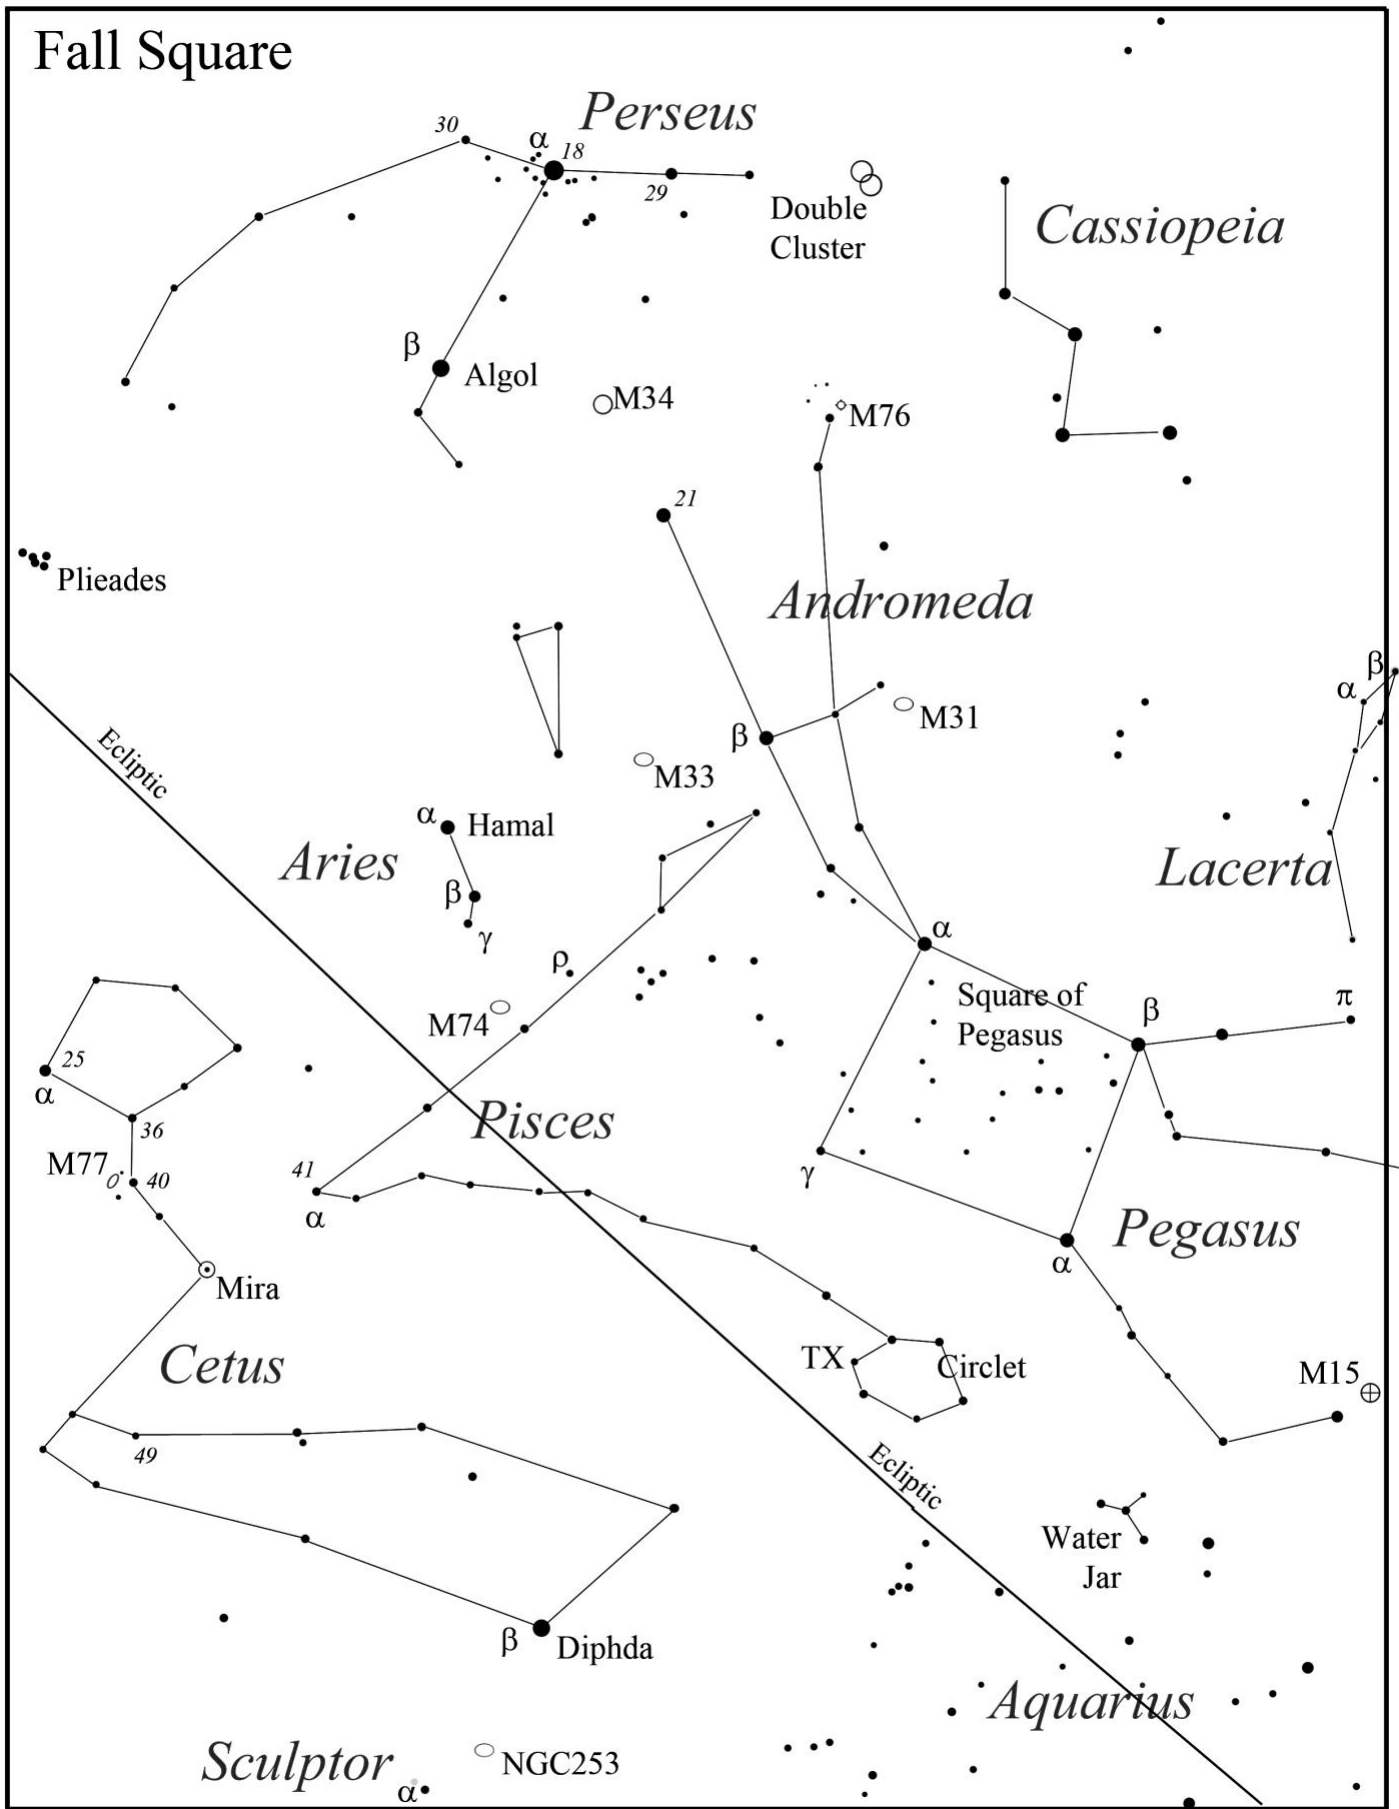 Fall Square
Perseus
30
α
18
29
Double
Cluster
Cassiopeia
β
Algol
M34
M76
21
Plieades
Andromeda
β
α
M31
β
M33
Ecliptic
α
Hamal
Aries
β
γ
Lacerta
α
ρ
Square of
Pegasus
β
π
M74
25
α
36
Pisces
M77
40
41
α
γ
Pegasus
α
Mira
Cetus
TX
Circlet
M15
49
Ecliptic
Water
Jar
β
Diphda
Aquarius
Sculptor
α
NGC253